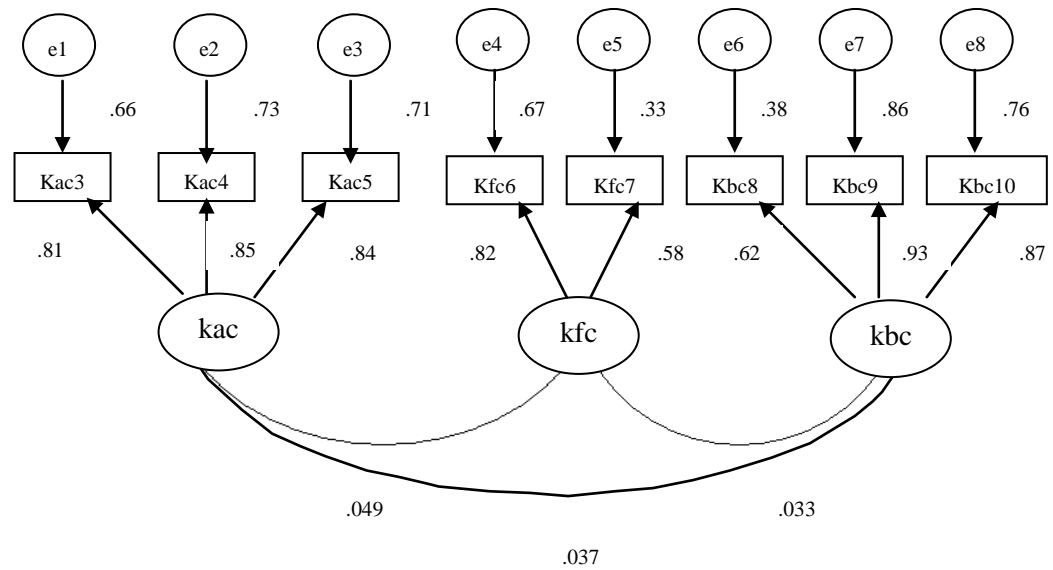 e1 e2 e3 e4 e5 e6 e7 e8
.66 .73 .71 .67 .33 .38 .86 .76
Kac3 Kac4 Kac5 Kfc6 Kfc7 Kbc8 Kbc9 Kbc10
.81 .85 .84 .82 .58 .62 .93 .87
kac kfc kbc
.049 .033
.037